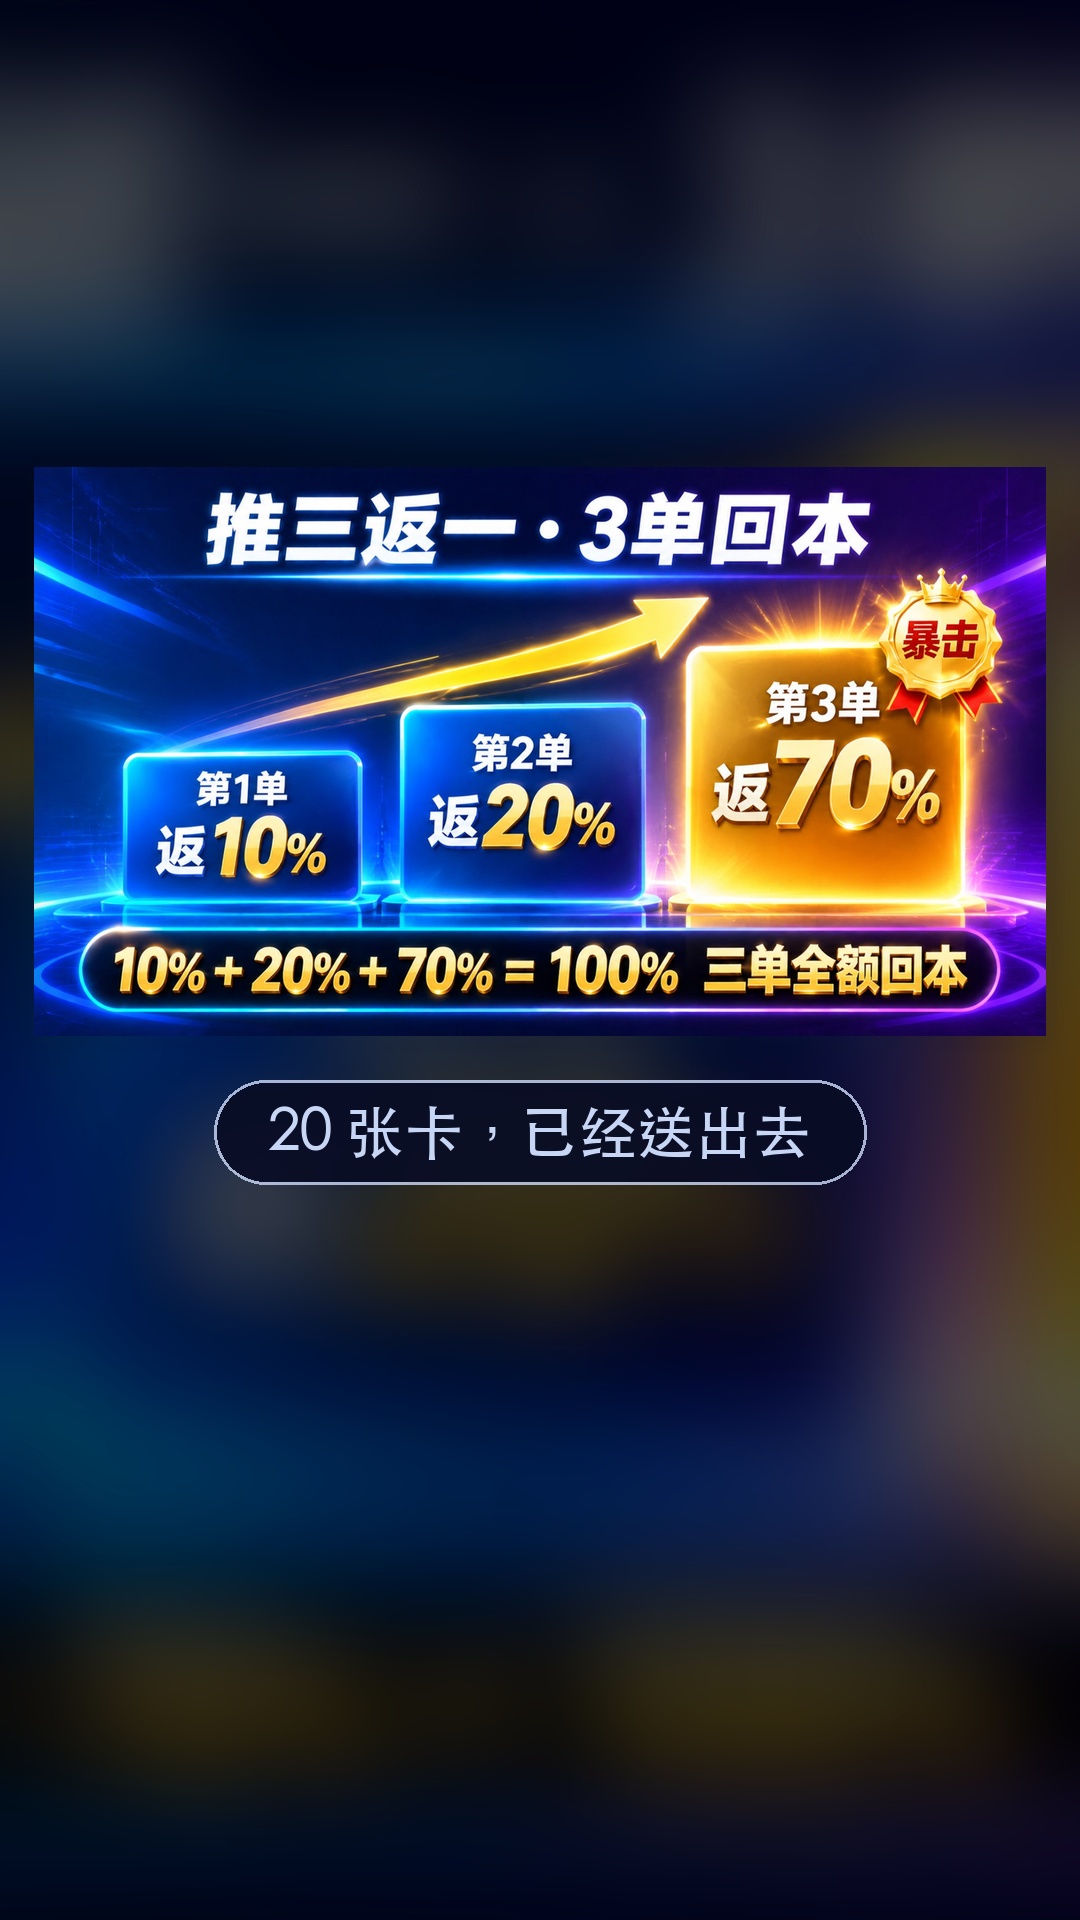 推三返一·3单回本
暴击
第1单
返10%
第2单
返20%
第3单
返70%
10%+20%+70%=100% 三单全额回本
20 张卡，已经送出去